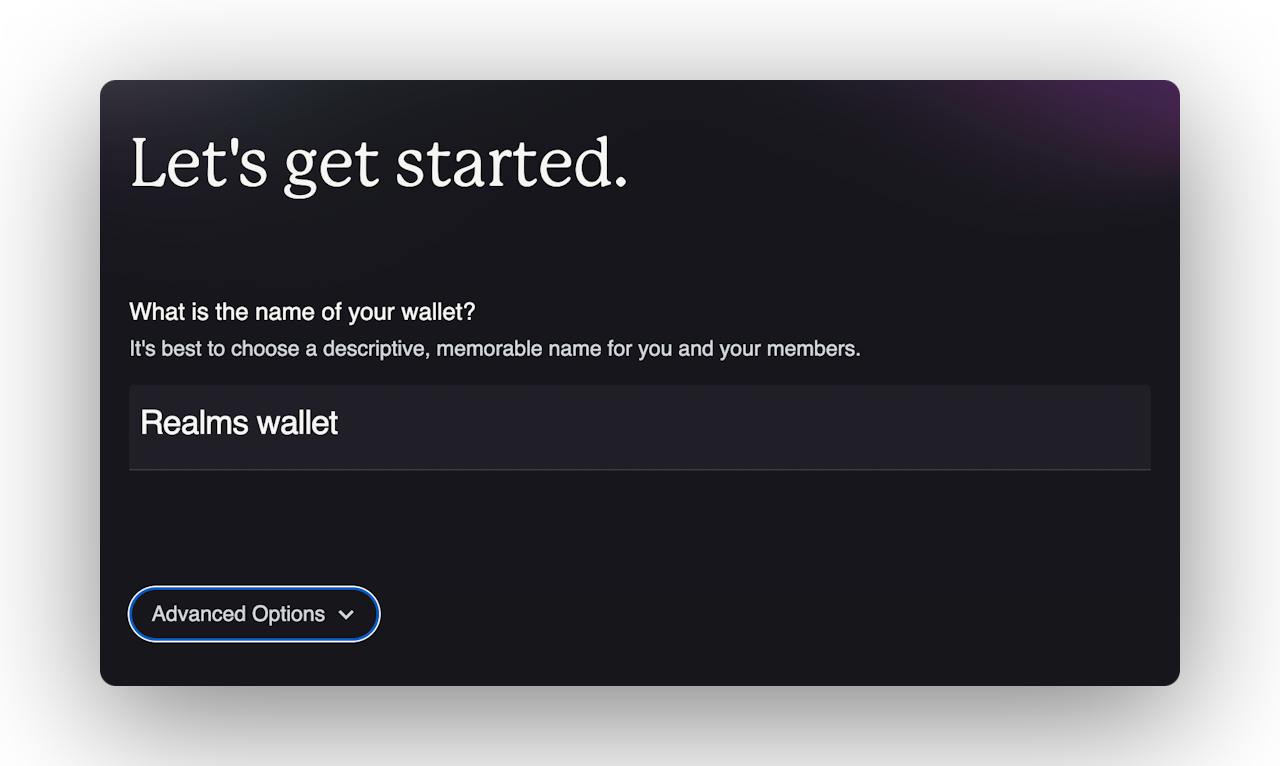 Let's get started.
What is the name of your wallet?
It's best to choose a descriptive, memorable name for you and your members.
Realms wallet
Advanced Options